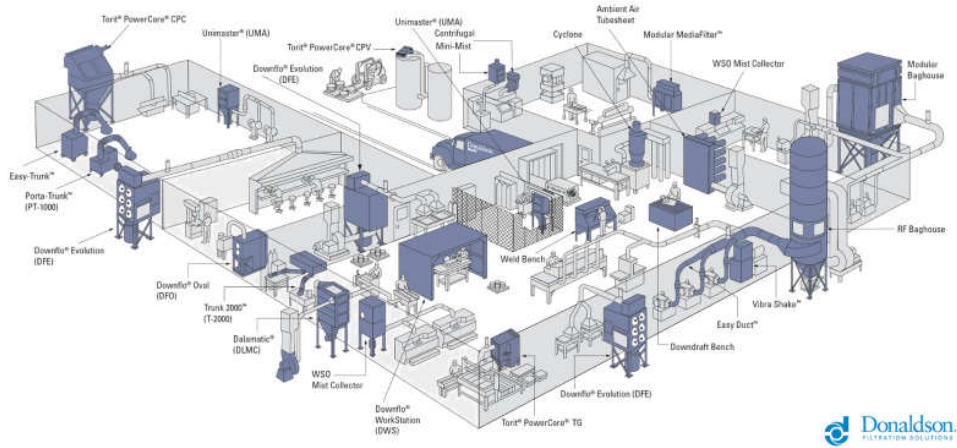 Torit® PowerCore® CPC
Unimaster® (UMA)
Torit® PowerCore® CPV
Downflo® Evolution
(DFE)
Unimaster® (UMA)
Centrifugal
Mini-Mist
Cyclone
Ambient Air
Tubesheet
Modular MediaFilter™
WSO Mist Collector
Modular
Baghouse
Donaldson
Easy-Trunk™
Porta-Trunk™
(PT-1000)
Downflo® Evolution
(DFE)
Downflo® Oval
(DFO)
Trunk 2000™
(T-2000)
Dalamatic®
(DLMC)
WSO
Mist Collector
Downflo®
WorkStation
(DWS)
Torit® PowerCore® TG
Downflo® Evolution (DFE)
Weld Bench
Downdraft Bench
Easy Duct™
Vibra Shake™
RF Baghouse
Donaldson.
FILTRATION SOLUTIONS